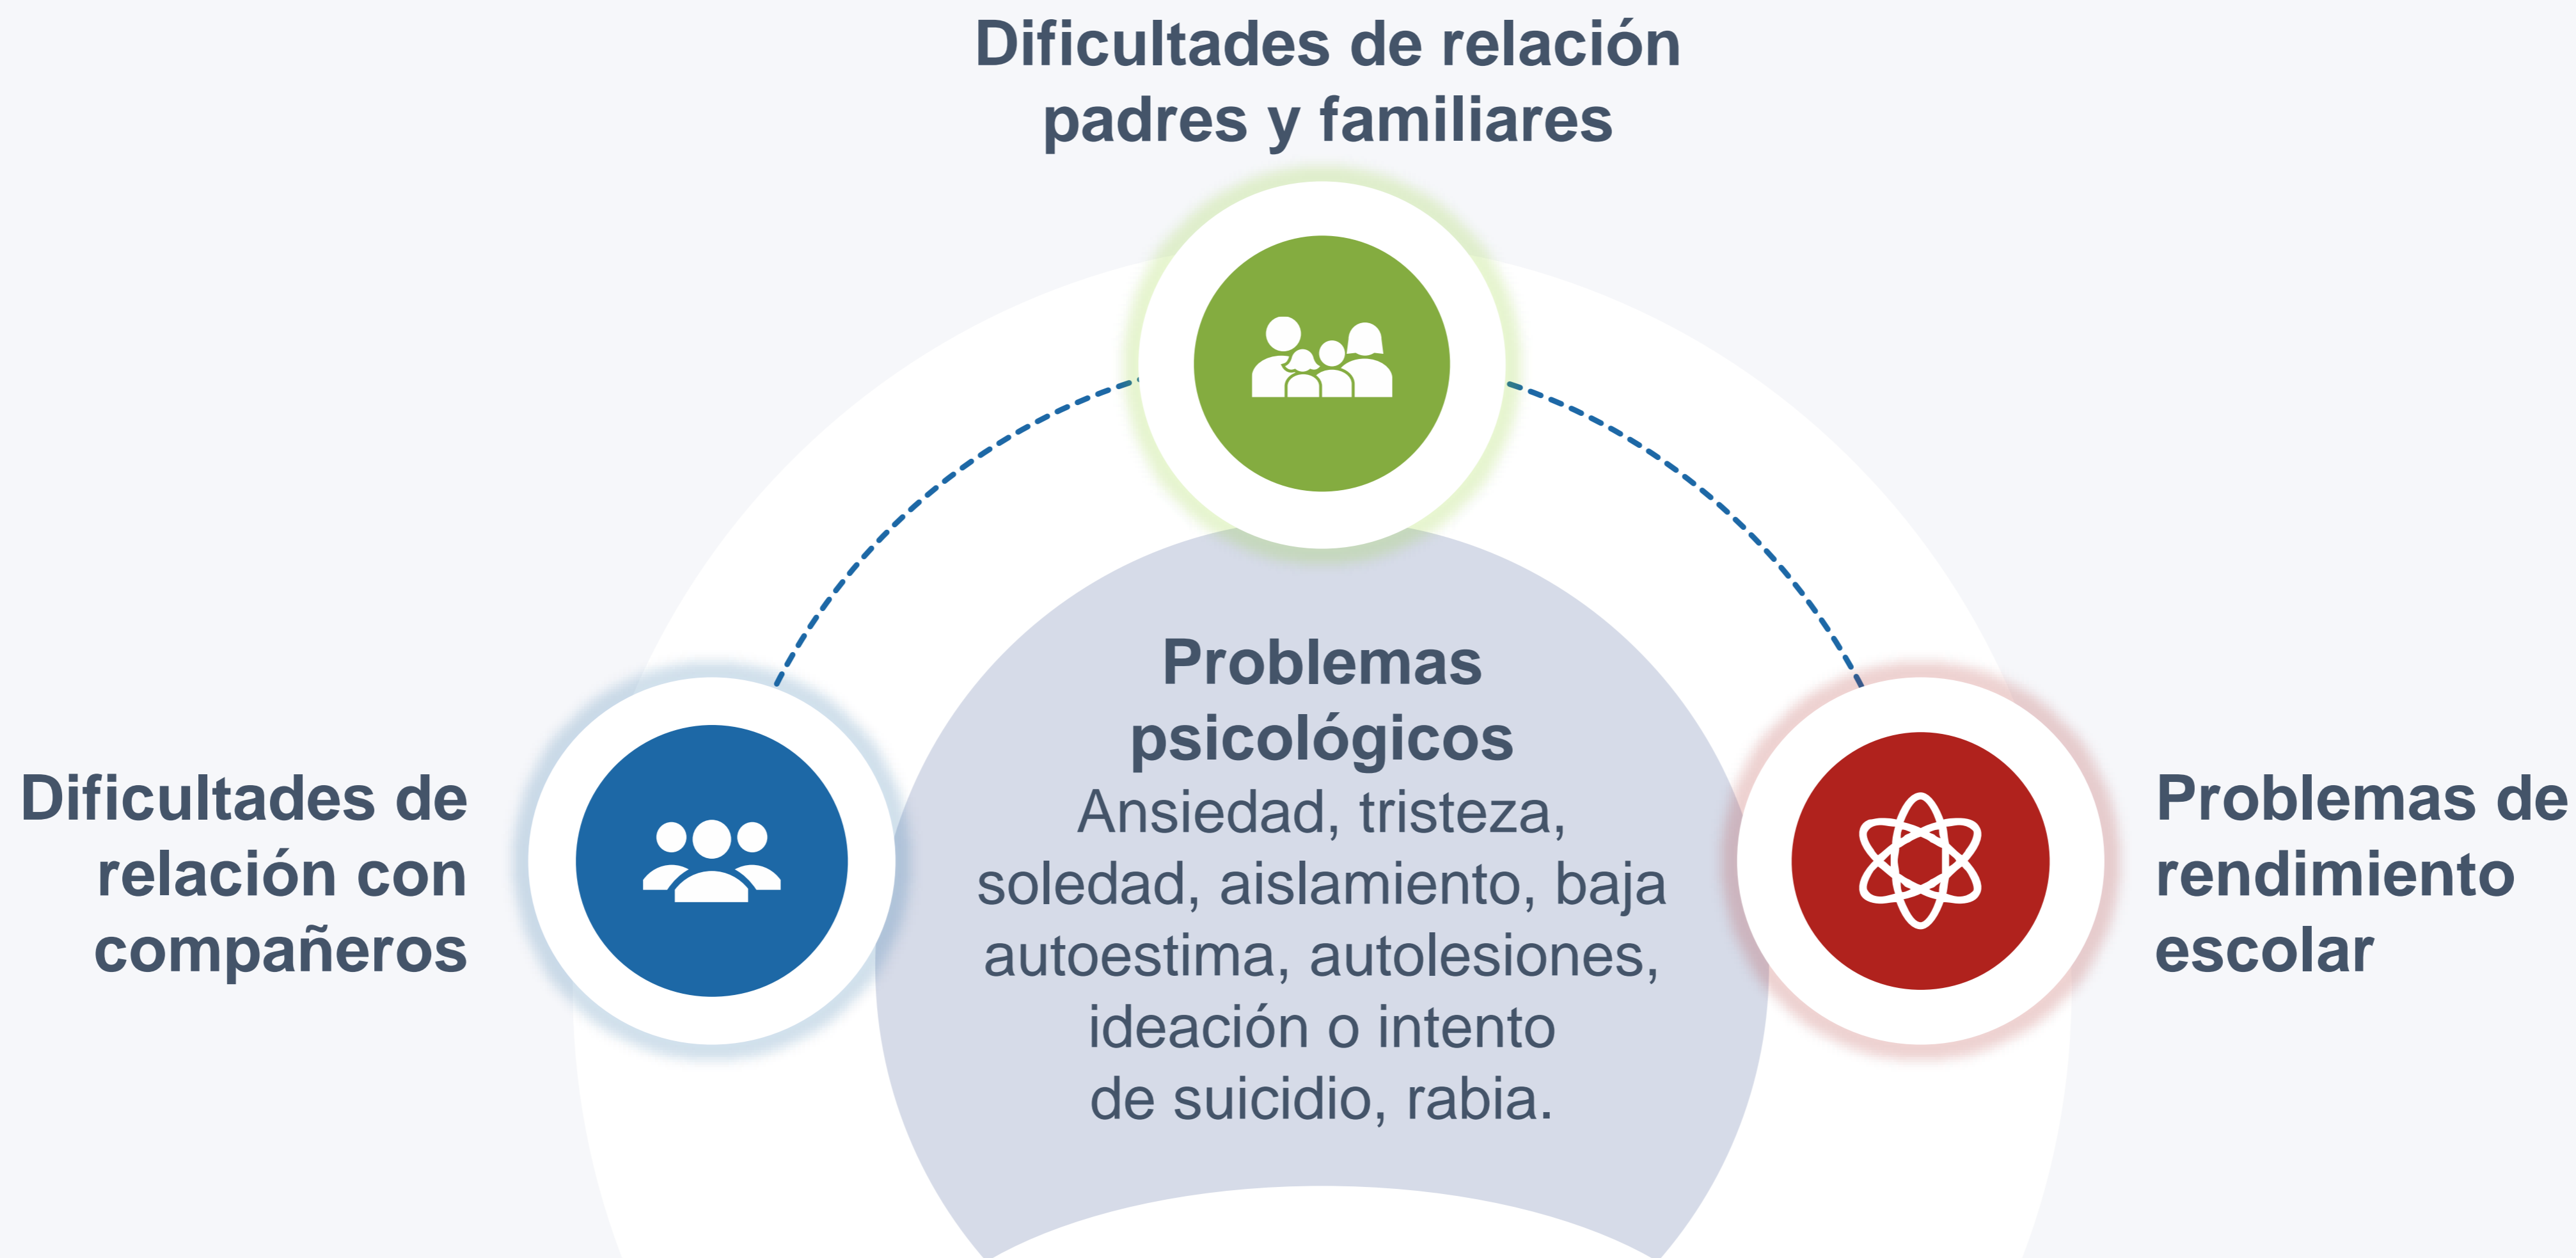 Dificultades de relación
padres y familiares
Problemas
psicológicos
Ansiedad, tristeza,
soledad, aislamiento, baja
autoestima, autolesiones,
ideación o intento
de suicidio, rabia.
Dificultades de
relación con
compañeros
Problemas de
rendimiento
escolar